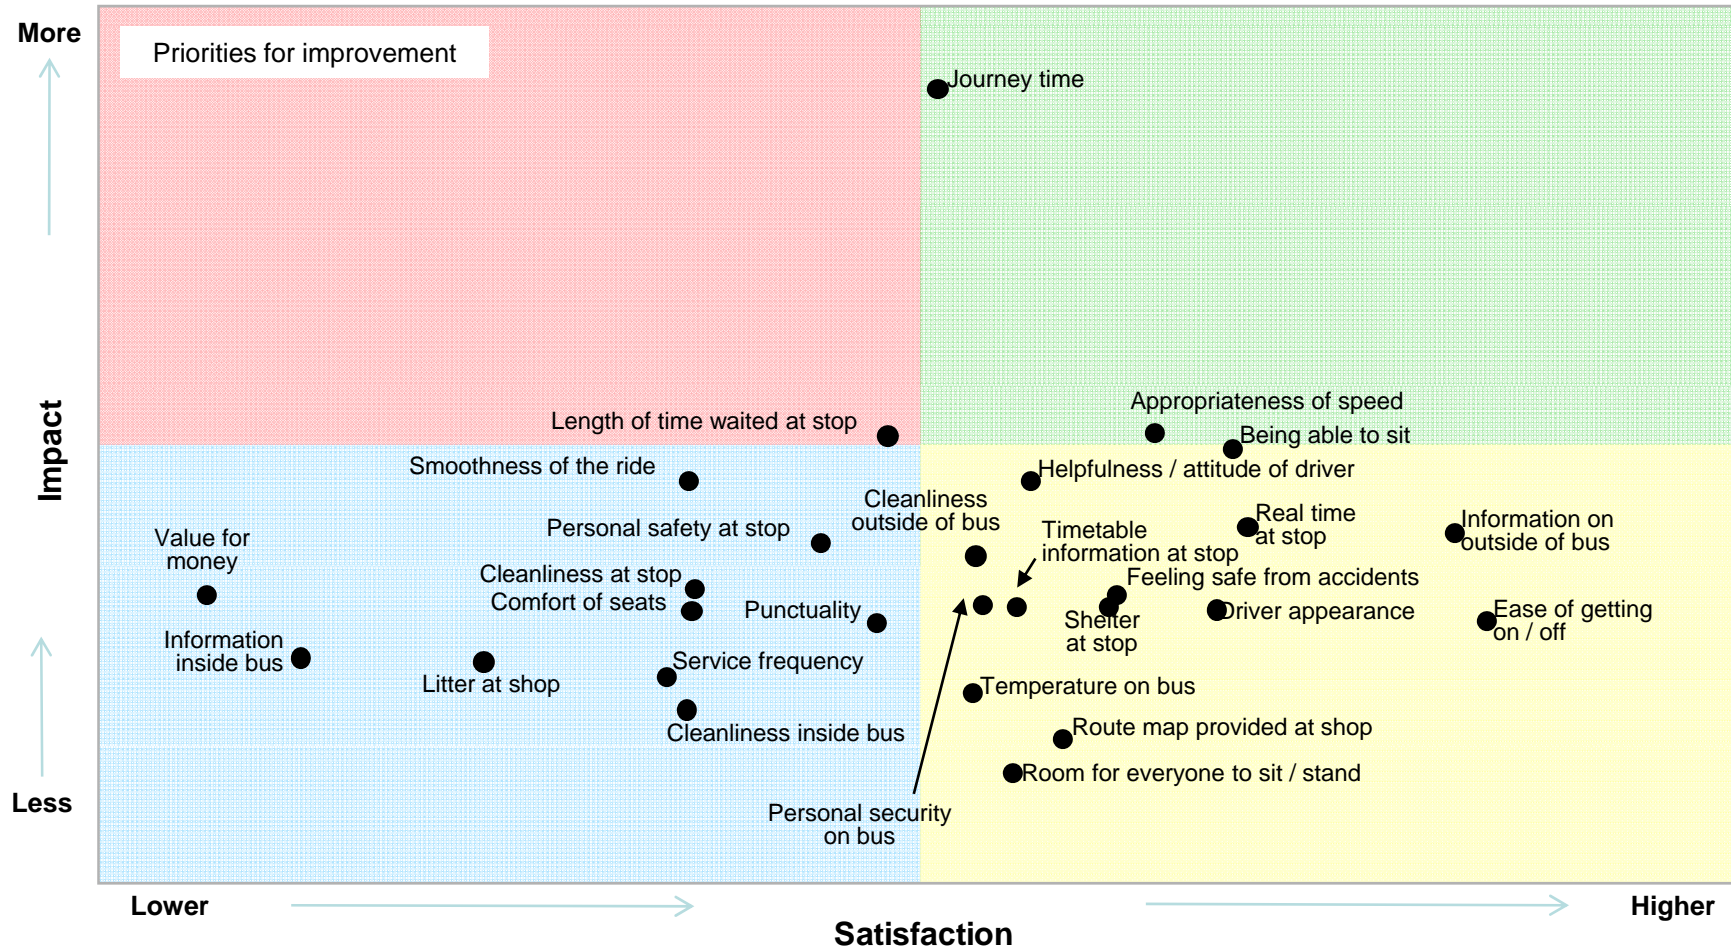 More
Priorities for improvement
Journey time
Appropriateness of speed
Length of time waited at stop
Being able to sit
Smoothness of the ride
Helpfulness / attitude of driver
Impact
Cleanliness
outside of bus
Real time
at stop
Information on
outside of bus
Personal safety at stop
Timetable
information at stop
Value for
money
Cleanliness at stop
Feeling safe from accidents
Comfort of seats
Punctuality
Shelter
at stop
Driver appearance
Ease of getting
on / off
Information
inside bus
Service frequency
Litter at shop
Temperature on bus
Cleanliness inside bus
Route map provided at shop
Room for everyone to sit / stand
Less
Personal security
on bus
Lower
Higher
Satisfaction